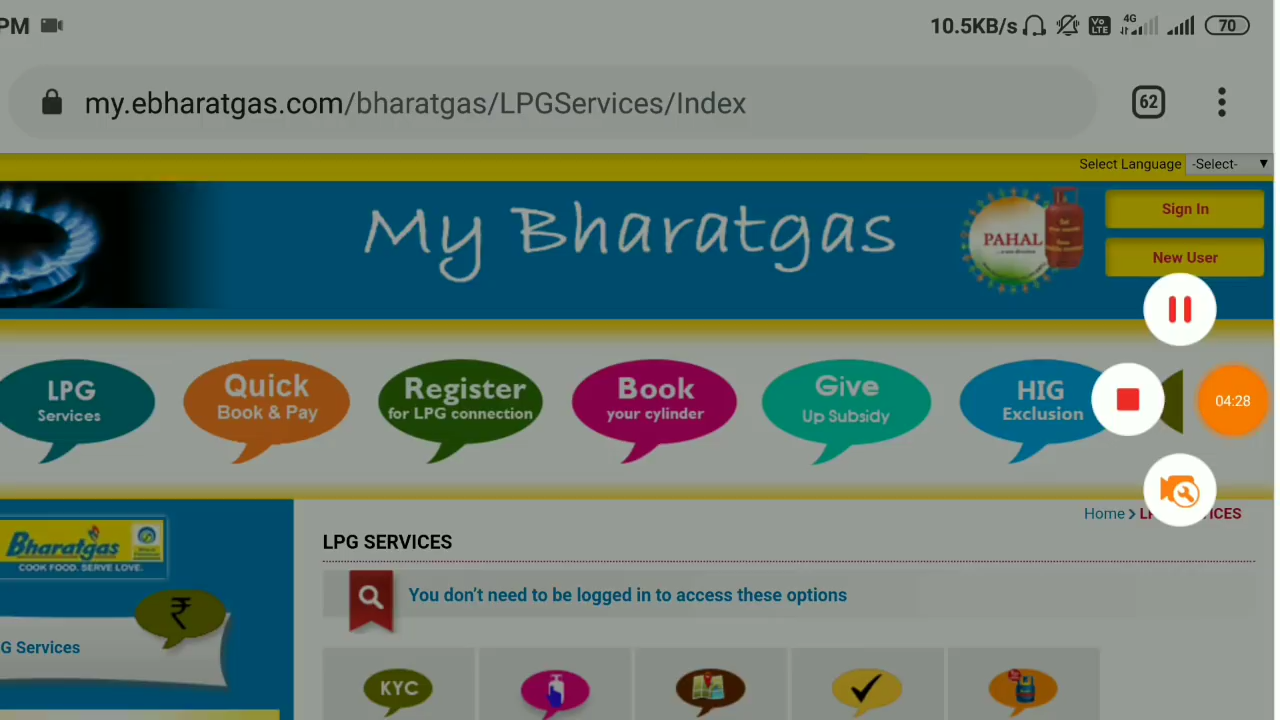 PM
10.5KB/s
Vo
LTE
4G
70
my.ebharatgas.com/bharatgas/LPGServices/Index
62
Select Language
-Select-
My Bharatgas
PAHAL
Sign In
New User
LPG
Services
Quick
Book & Pay
Register
for LPG connection
Book
your cylinder
Give
Up Subsidy
HIG
Exclusion
04:28
Home > L
ICES
Bharatgas
COOK FOOD. SERVE LOVE.
LPG SERVICES
You don't need to be logged in to access these options
₹
G Services
KYC